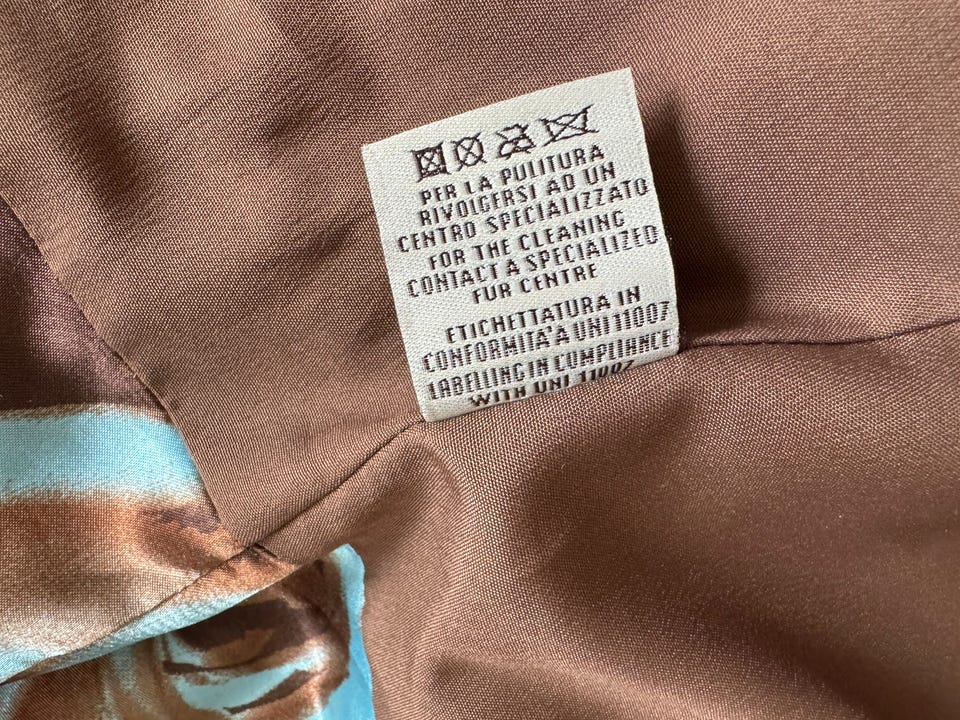 PER LA PULITURA
RIVOLGERSI AD UN
CENTRO SPECIALIZZATO
FOR THE CLEANING
CONTACT A SPECIALIZED
FUR CENTRE
ETICHETTATURA IN
CONFORMITA'A UNI 11007
LABELLING IN COMPLIANCE
WITH UNI 11007